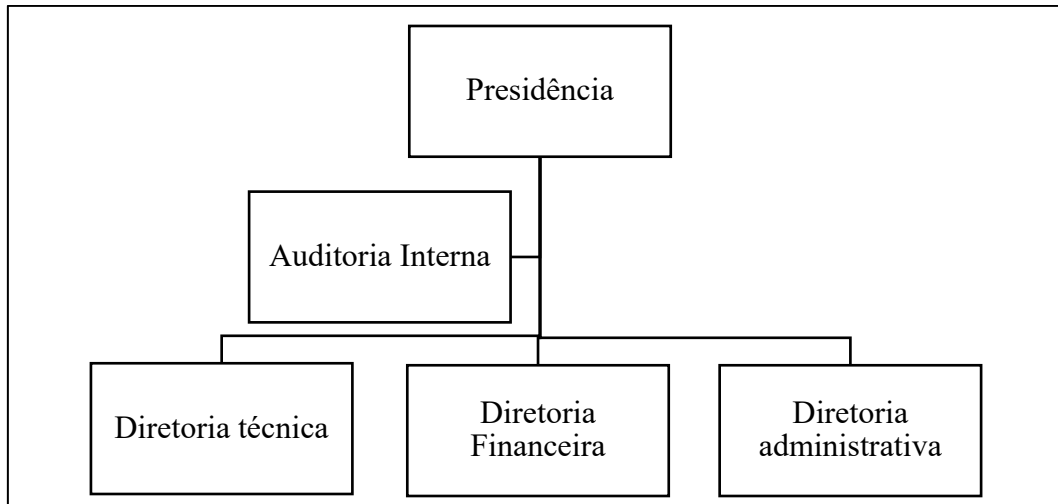 Presidência
Auditoria Interna
Diretoria técnica
Diretoria
Financeira
Diretoria
administrativa